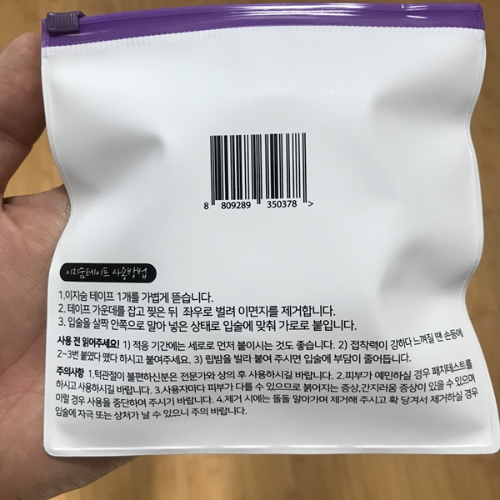 8 809289 350378 >
이지숨테이프 사용방법
1.이지숨 테이프 1개를 가볍게 뜯습니다.
2. 테이프 가운데를 잡고 찢은 뒤 좌우로 벌려 이면지를 제거합니다.
3. 입술을 살짝 안쪽으로 말아 넣은 상태로 입술에 맞춰 가로로 붙입니다.
사용 전 읽어주세요! 1) 적응 기간에는 세로로 먼저 붙이시는 것도 좋습니다. 2) 접착력이 강하다 느껴질 땐 손등에
2~3번 붙였다 뗐다 하시고 붙여주세요. 3) 립밤을 발라 붙여 주시면 입술에 부담이 줄어듭니다.
주의사항 1.턱관절이 불편하신분은 전문가와 상의 후 사용하시길 바랍니다. 2.피부가 예민하실 경우 패치테스트를
하시고 사용하시길 바랍니다. 3.사용자마다 피부가 다를 수 있으므로 붉어지는 증상,간지러움 증상이 있을 수 있으며
이럴 경우 사용을 중단하여 주시기 바랍니다. 4.제거 시에는 돌돌 말아가며 제거해 주시고 확 당겨서 제거하실 경우
입술에 자극 또는 상처가 날 수 있으니 주의 바랍니다.